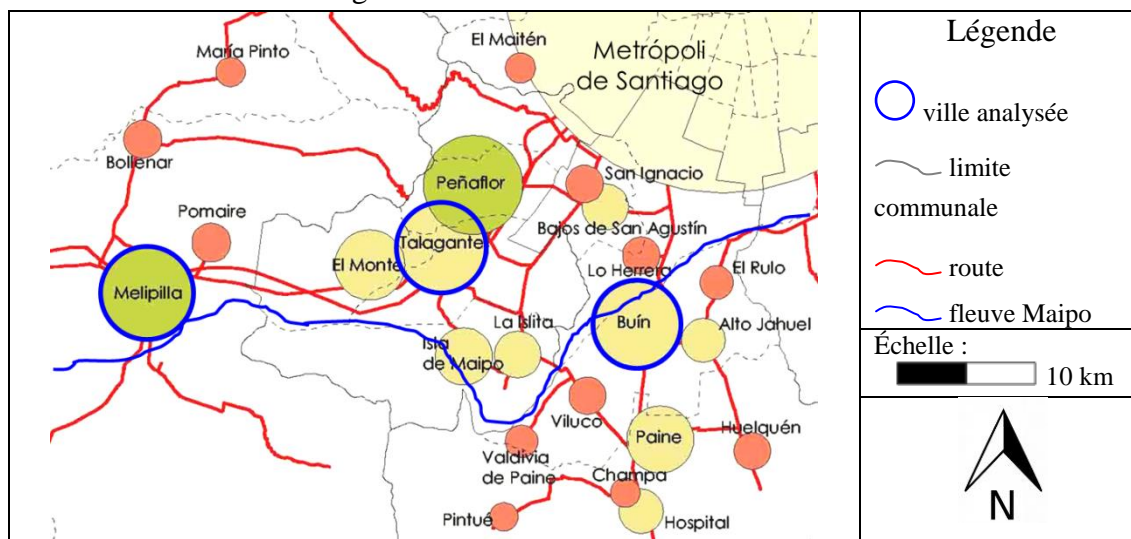 María Pinto
El Maitén
Metrópoli
de Santiago
Bollenar
Peñaflor
San Ignacio
Pomaire
Talagante
Bajos de San Agustín
El Monte
Lo Herrera
El Rulo
Melipilla
La Islita
Buín
Alto Jahuel
Isla
de Maipo
Viluco
Paine
Huelquén
Valdivia
de Paine
Champa
Pintué
Hospital
Légende
ville analysée
limite
communale
route
fleuve Maipo
Échelle :
10 km
N